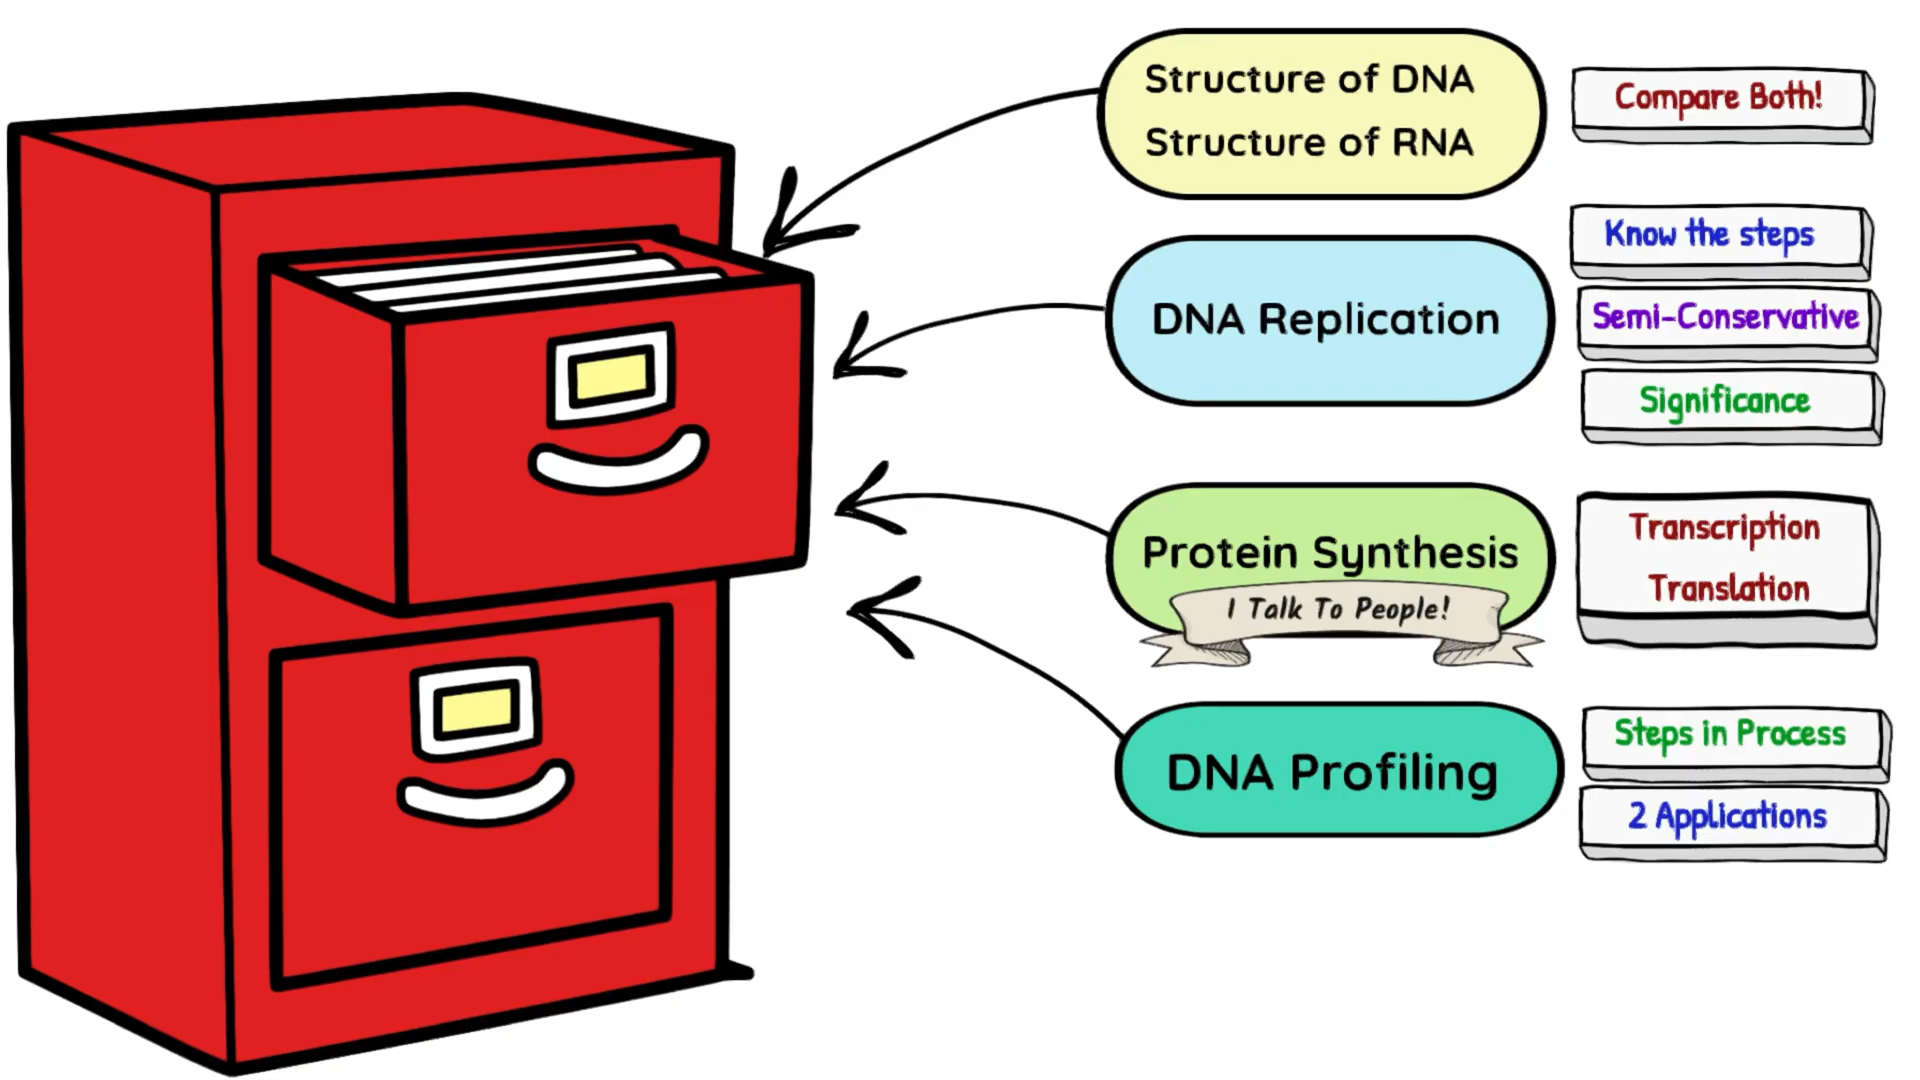 Structure of DNA
Structure of RNA
Compare Both!
DNA Replication
Know the steps
Semi-Conservative
Significance
Protein Synthesis
I Talk To People!
Transcription
Translation
DNA Profiling
Steps in Process
2 Applications